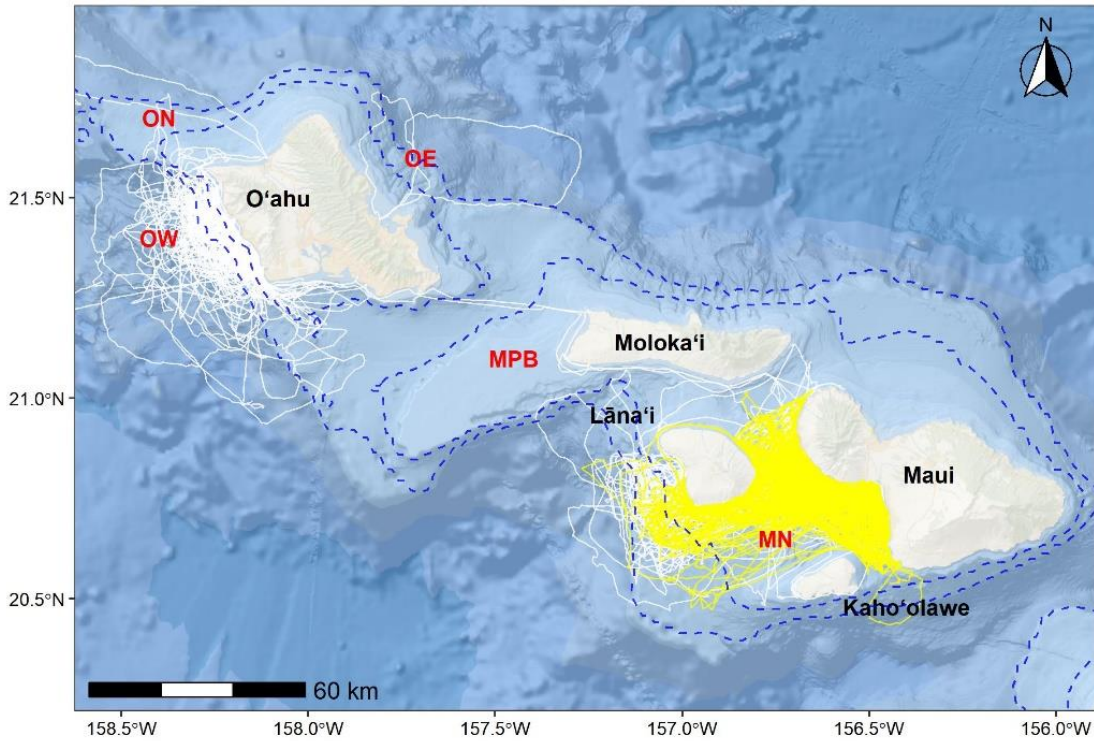 N
ON
OE
21.5°N
O‘ahu
OW
Moloka‘i
MPB
21.0°N
Lāna‘i
Maui
MN
20.5°N
Kaho‘olawe
60 km
158.5°W
158.0°W
157.5°W
157.0°W
156.5°W
156.0°W